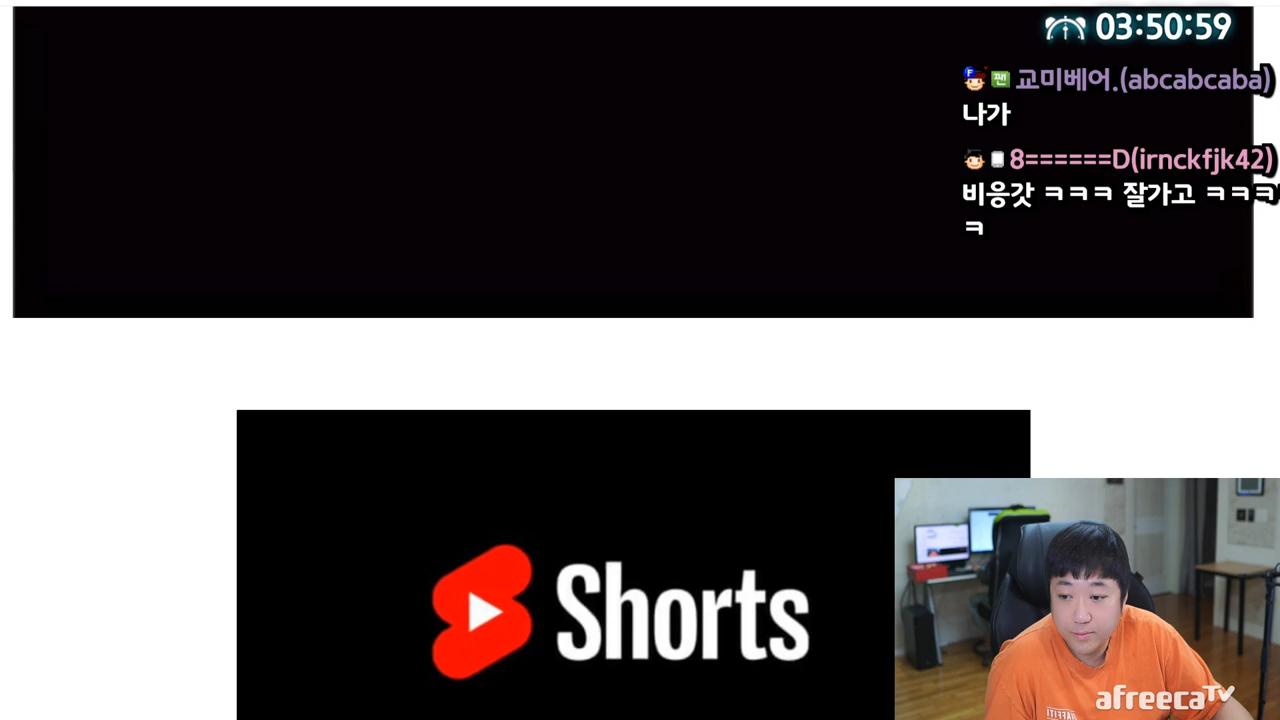 03:50:59
F 팬 교미베어.(abcabcaba)
나가
8======D(irnckfjk42)
비응갓 ㅋㅋㅋ 잘가고 ㅋㅋㅋ
ㅋ
Shorts
afreecaTV